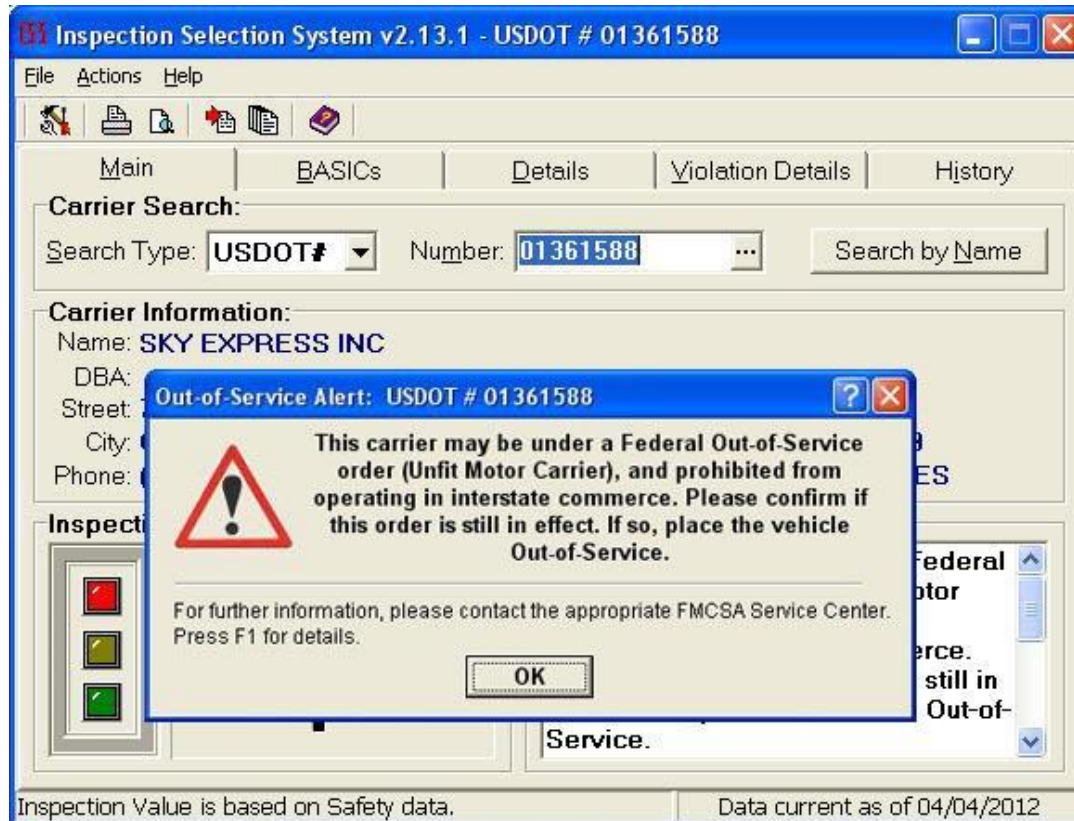 Inspection Selection System v2.13.1 - USDOT # 01361588
File Actions Help
Main BASICs Details Violation Details History
Carrier Search:
Search Type: USDOT# Number: 01361588 ... Search by Name
Carrier Information:
Name: SKY EXPRESS INC
DBA:
Street:
City:
Phone:
ES
Out-of-Service Alert: USDOT # 01361588
This carrier may be under a Federal Out-of-Service
order (Unfit Motor Carrier), and prohibited from
operating in interstate commerce. Please confirm if
this order is still in effect. If so, place the vehicle
Out-of-Service.
For further information, please contact the appropriate FMCSA Service Center.
Press F1 for details.
OK
Inspecti
Federal
otor
erce.
still in
Out-of-
Service.
Inspection Value is based on Safety data. Data current as of 04/04/2012